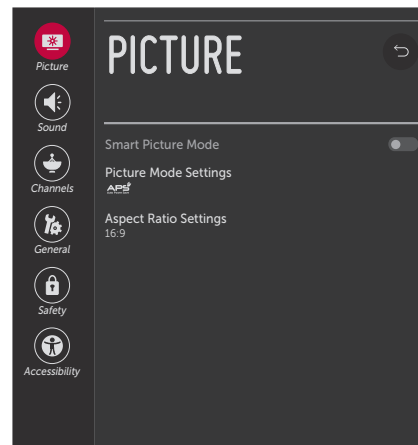 Picture
PICTURE
Sound
Smart Picture Mode
Channels
Picture Mode Settings
APS
Aspect Ratio Settings
16:9
General
Safety
Accessibility